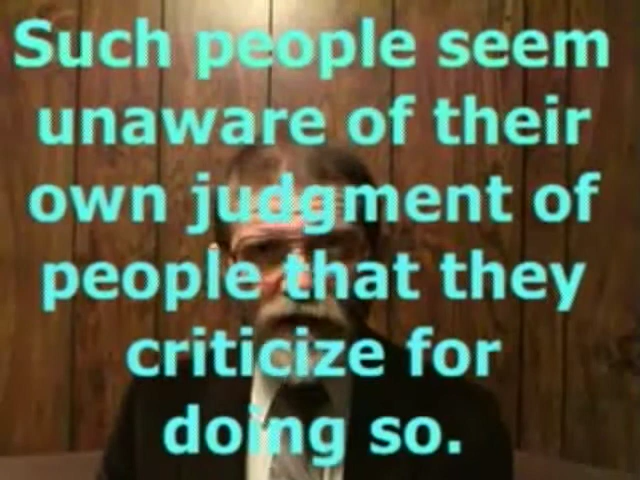 Such people seem
unaware of their
own judgment of
people that they
criticize for
doing so.